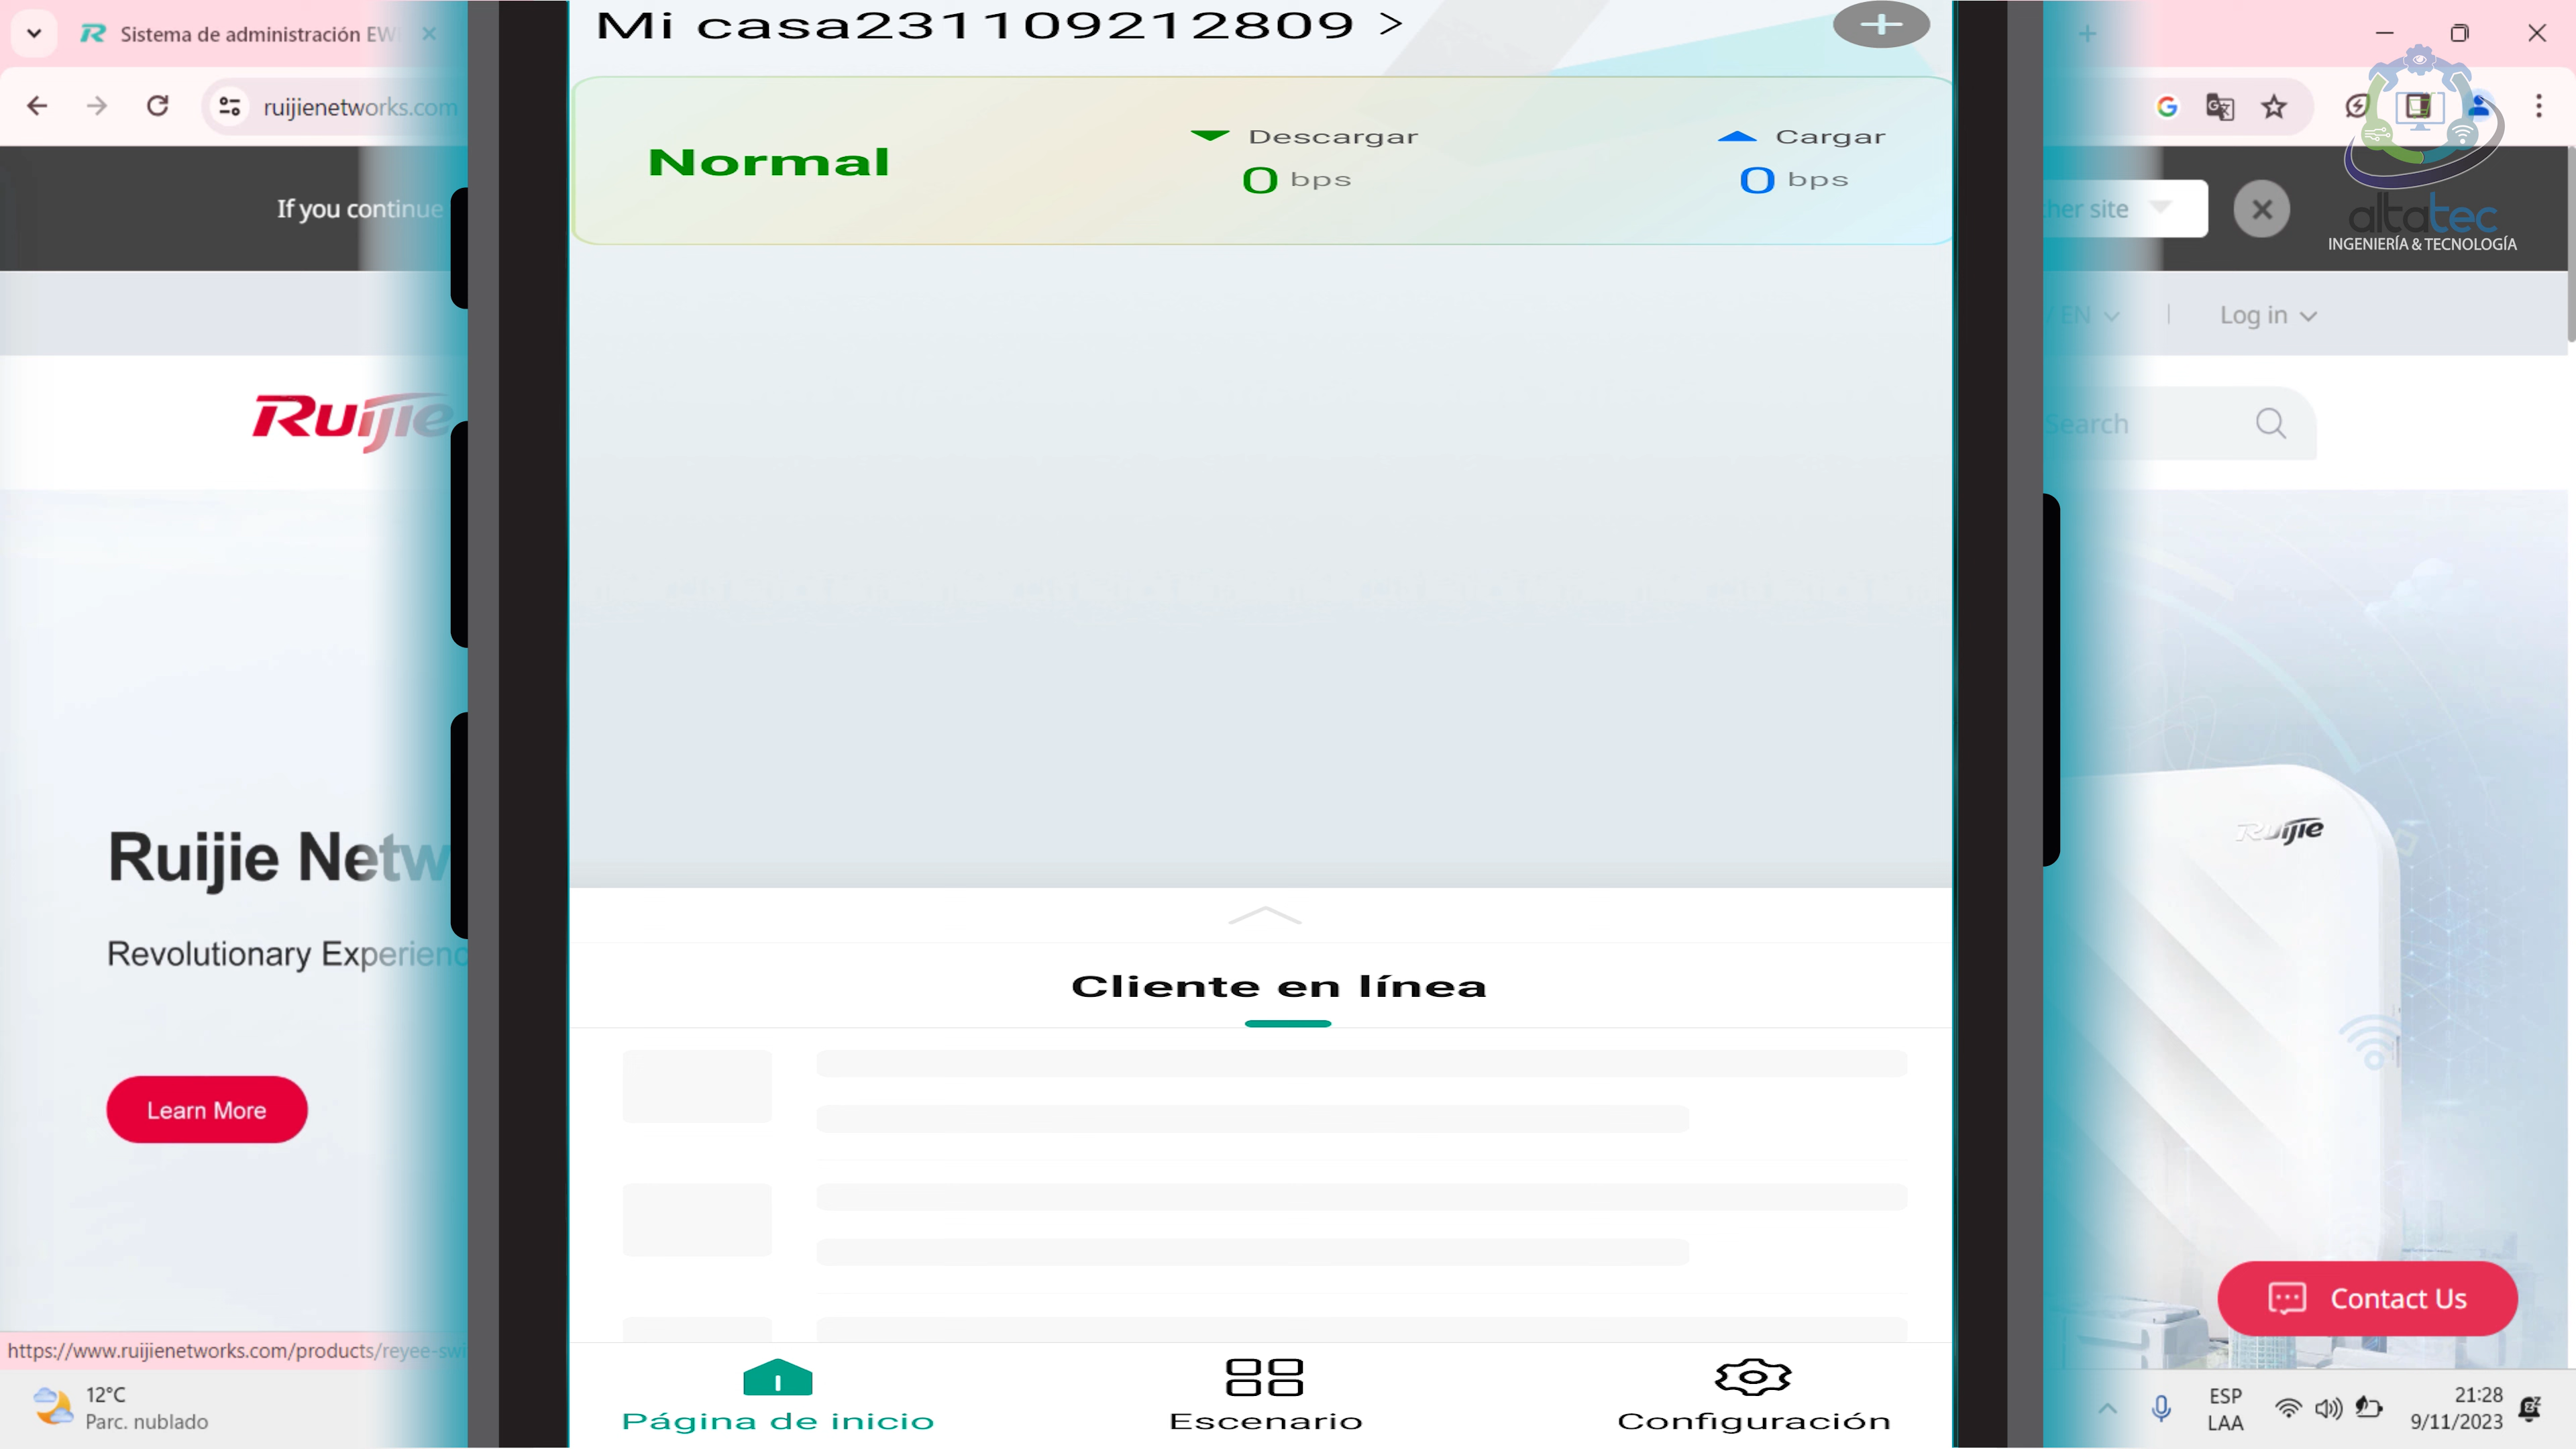 Sistema de administración EW
ruijienetworks.com
Mi casa231109212809 >
Normal
Descargar
0 bps
Cargar
0 bps
If you continue
her site
altatec
INGENIERÍA & TECNOLOGÍA
EN
Log in
Ruijie
Search
Ruijie Netw
Revolutionary Experienc
Learn More
Ruijie
Cliente en línea
Contact Us
https://www.ruijienetworks.com/products/reyee-swi
Página de inicio
Escenario
Configuración
12°C
Parc. nublado
ESP
LAA
21:28
9/11/2023